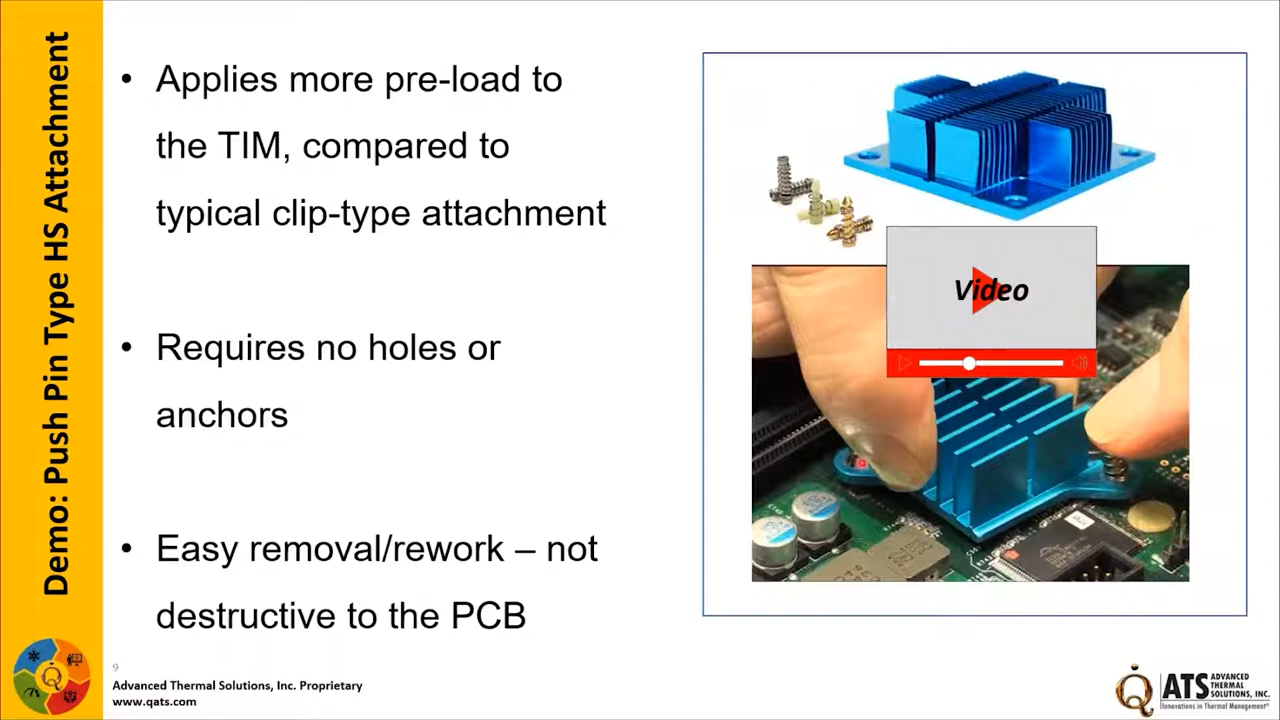 Demo: Push Pin Type HS Attachment
• Applies more pre-load to
the TIM, compared to
typical clip-type attachment
• Requires no holes or
anchors
• Easy removal/rework – not
destructive to the PCB
Video
9
Advanced Thermal Solutions, Inc. Proprietary
www.qats.com
ATS
ADVANCED
THERMAL
SOLUTIONS, INC.
Innovations in Thermal Management®